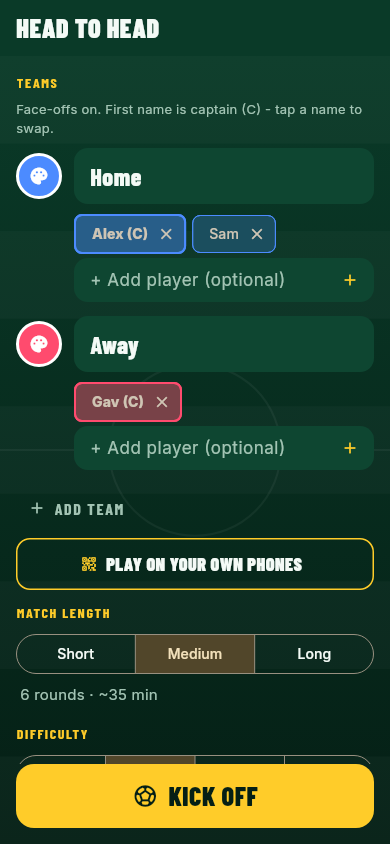 HEAD TO HEAD
TEAMS
Face-offs on. First name is captain (C) - tap a name to
swap.
Home
Alex (C) ✕ Sam ✕
+ Add player (optional) +
Away
Gav (C) ✕
+ Add player (optional) +
+ ADD TEAM
PLAY ON YOUR OWN PHONES
MATCH LENGTH
Short Medium Long
6 rounds · ~35 min
DIFFICULTY
KICK OFF